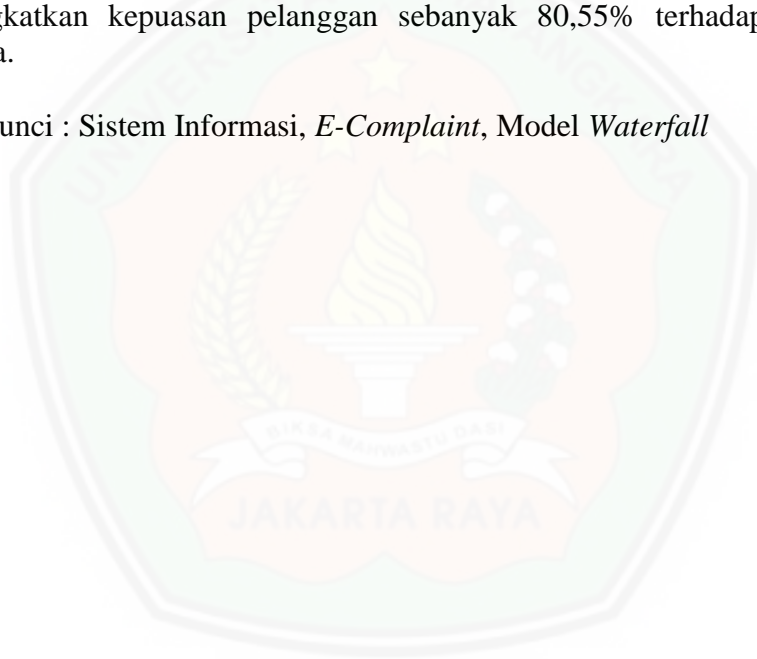 gkatkan kepuasan pelanggan sebanyak 80,55% terhadap
a.
unci : Sistem Informasi, E-Complaint, Model Waterfall
BIKSA MAHWASTU DASI
JAKARTA RAYA